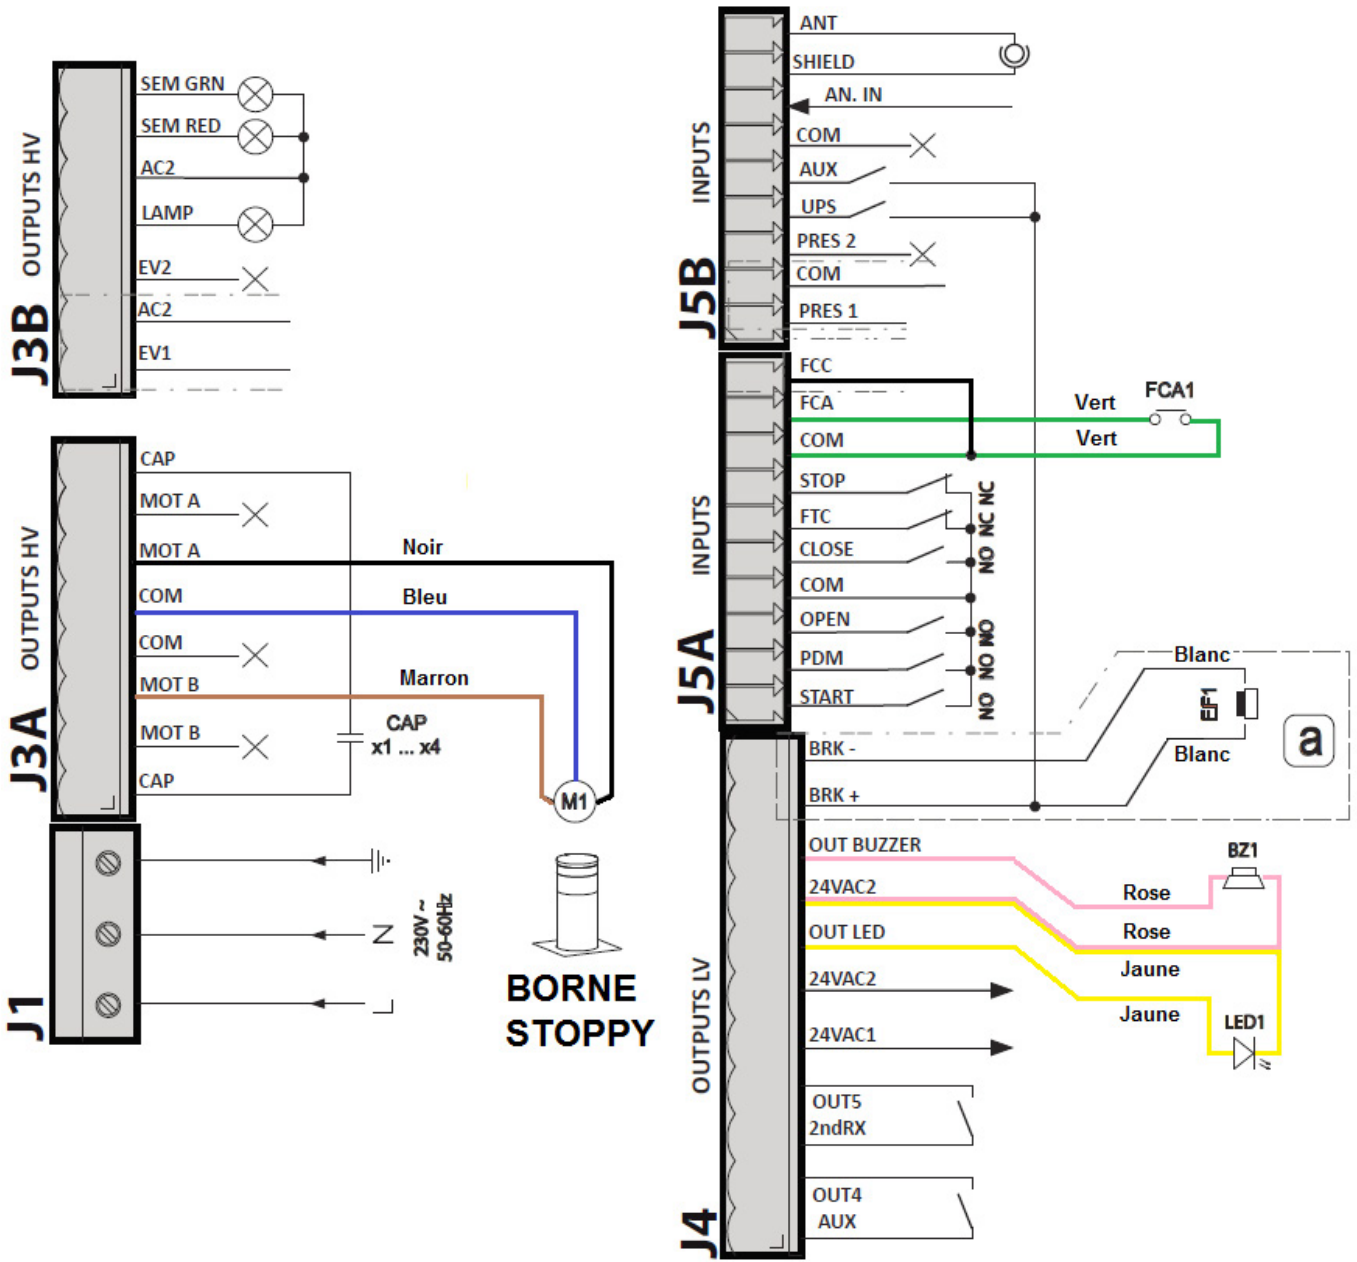 J3B
OUTPUTS HV
SEM GRN
SEM RED
AC2
LAMP
EV2
AC2
EV1
J3A
OUTPUTS HV
CAP
MOT A
MOT A
COM
COM
MOT B
MOT B
CAP
Noir
Bleu
Marron
CAP
x1 ... x4
M1
J1
N
L
230V ~
50-60Hz
BORNE
STOPPY
J5B
INPUTS
ANT
SHIELD
AN. IN
COM
AUX
UPS
PRES 2
COM
PRES 1
J5A
INPUTS
FCC
FCA
COM
STOP
FTC
CLOSE
COM
OPEN
PDM
START
Vert
Vert
FCA1
NC
NC
NO
NO
NO
NO
J4
OUTPUTS LV
BRK -
BRK +
OUT BUZZER
24VAC2
OUT LED
24VAC2
24VAC1
OUT5
2ndRX
OUT4
AUX
Blanc
EF1
Blanc
a
BZ1
Rose
Rose
Jaune
Jaune
LED1